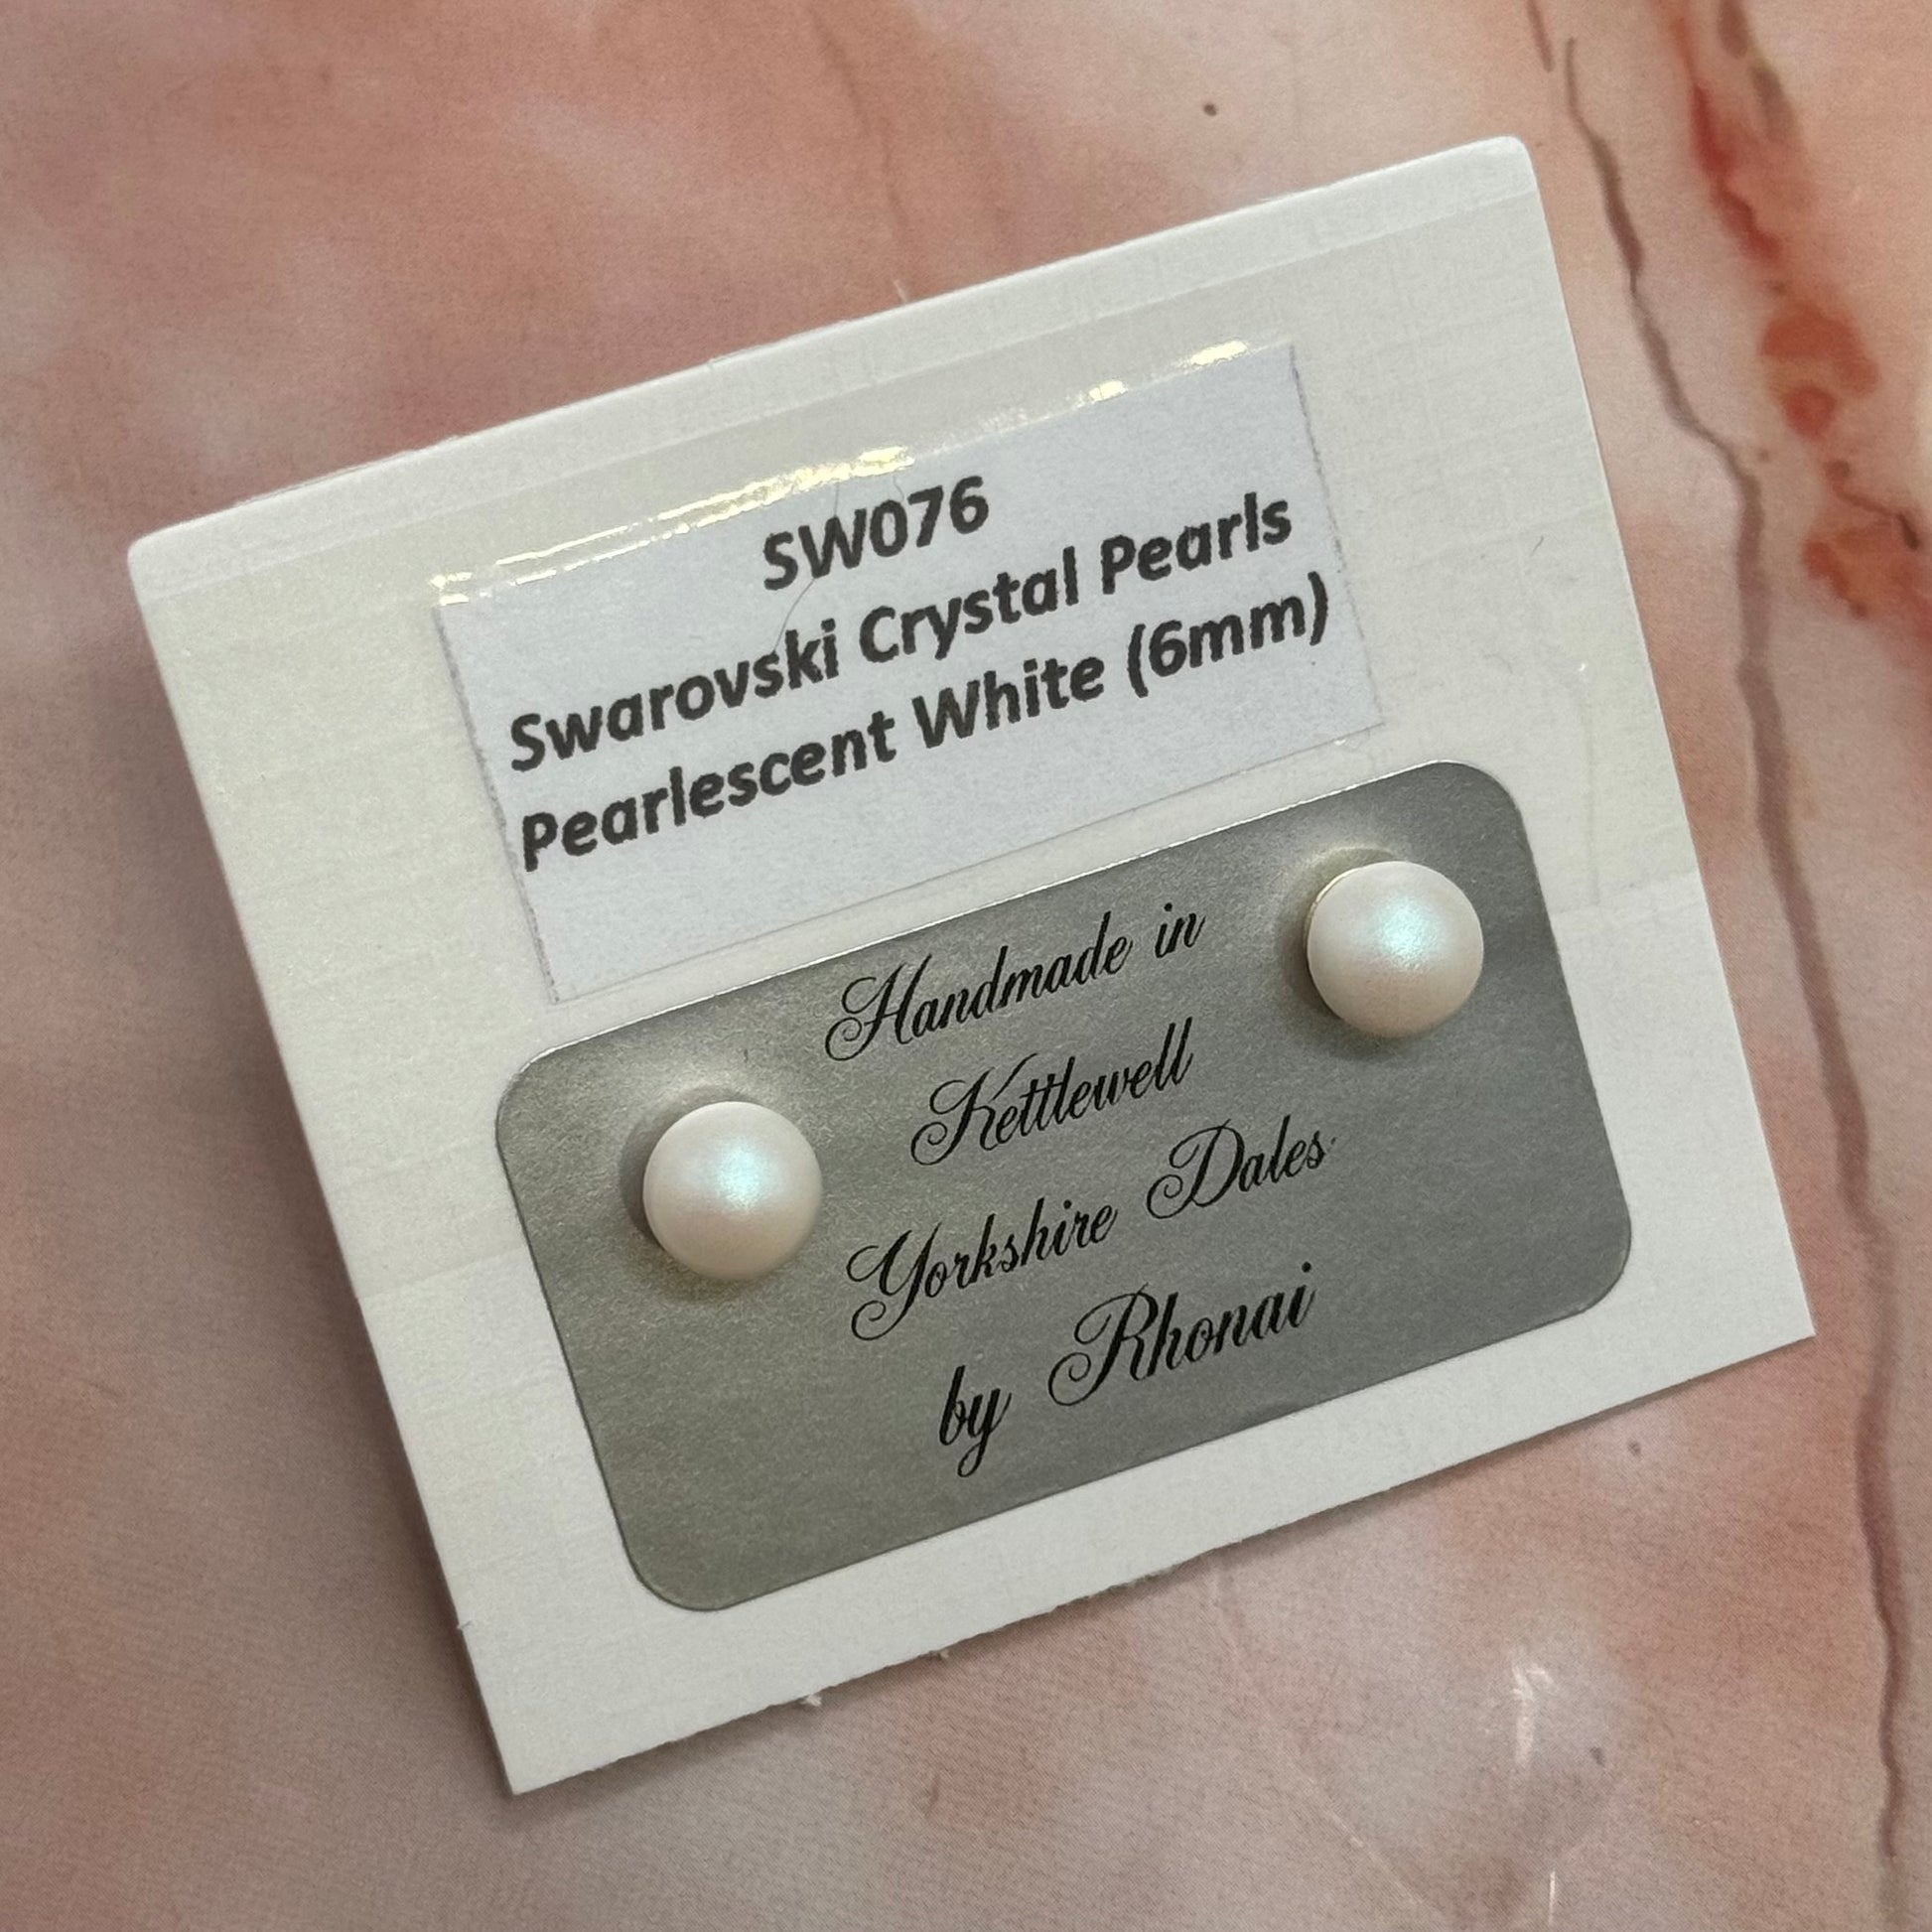 SW076
Swarovski Crystal Pearls
Pearlescent White (6mm)
Handmade in
Kettlewell
Yorkshire Dales
by Rhonai